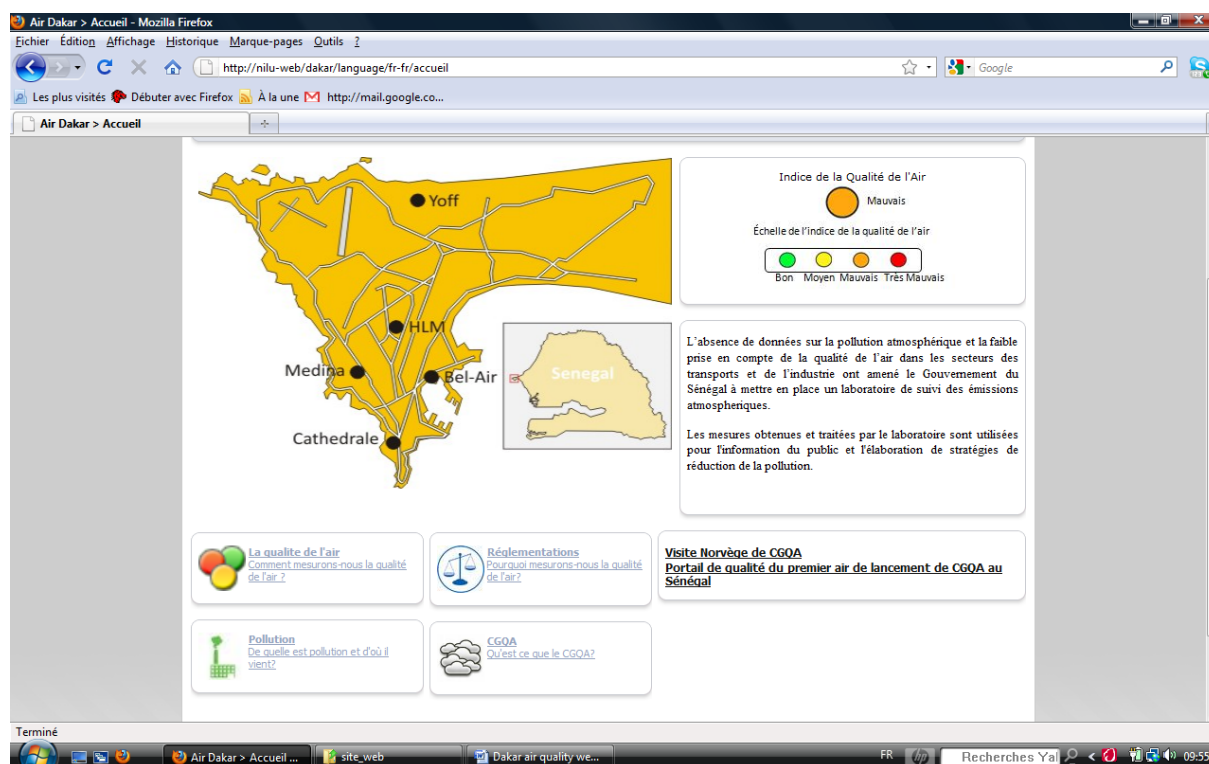 Air Dakar > Accueil - Mozilla Firefox
Fichier Édition Affichage Historique Marque-pages Outils ?
http://nilu-web/dakar/language/fr-fr/accueil
Google
Les plus visités Débuter avec Firefox À la une http://mail.google.co...
Air Dakar > Accueil
Yoff
HLM
Medina
Bel-Air
Cathedrale
Senegal
Indice de la Qualité de l'Air
Mauvais
Échelle de l'indice de la qualité de l'air
Bon Moyen Mauvais Très Mauvais
L'absence de données sur la pollution atmosphérique et la faible
prise en compte de la qualité de l'air dans les secteurs des
transports et de l'industrie ont amené le Gouvernement du
Sénégal à mettre en place un laboratoire de suivi des émissions
atmospheriques.
Les mesures obtenues et traitées par le laboratoire sont utilisées
pour l'information du public et l'élaboration de stratégies de
réduction de la pollution.
La qualite de l'air
Comment mesurons-nous la qualité
de l'air ?
Réglementations
Pourquoi mesurons-nous la qualité
de l'air?
Visite Norvège de CGQA
Portail de qualité du premier air de lancement de CGQA au
Sénégal
Pollution
De quelle est pollution et d'où il
vient?
CGQA
Qu'est ce que le CGQA?
Terminé
Air Dakar > Accueil ...
site_web
Dakar air quality we...
FR
hp
Recherches Yal
09:55